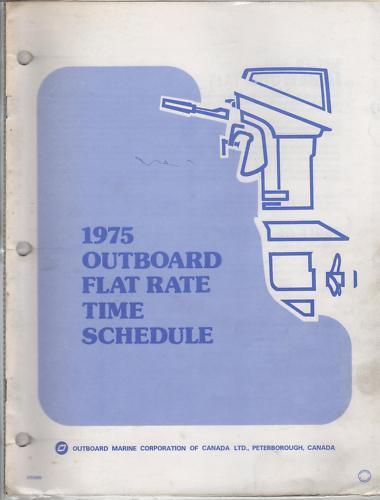 1975
OUTBOARD
FLAT RATE
TIME
SCHEDULE
OUTBOARD MARINE CORPORATION OF CANADA LTD., PETERBOROUGH, CANADA